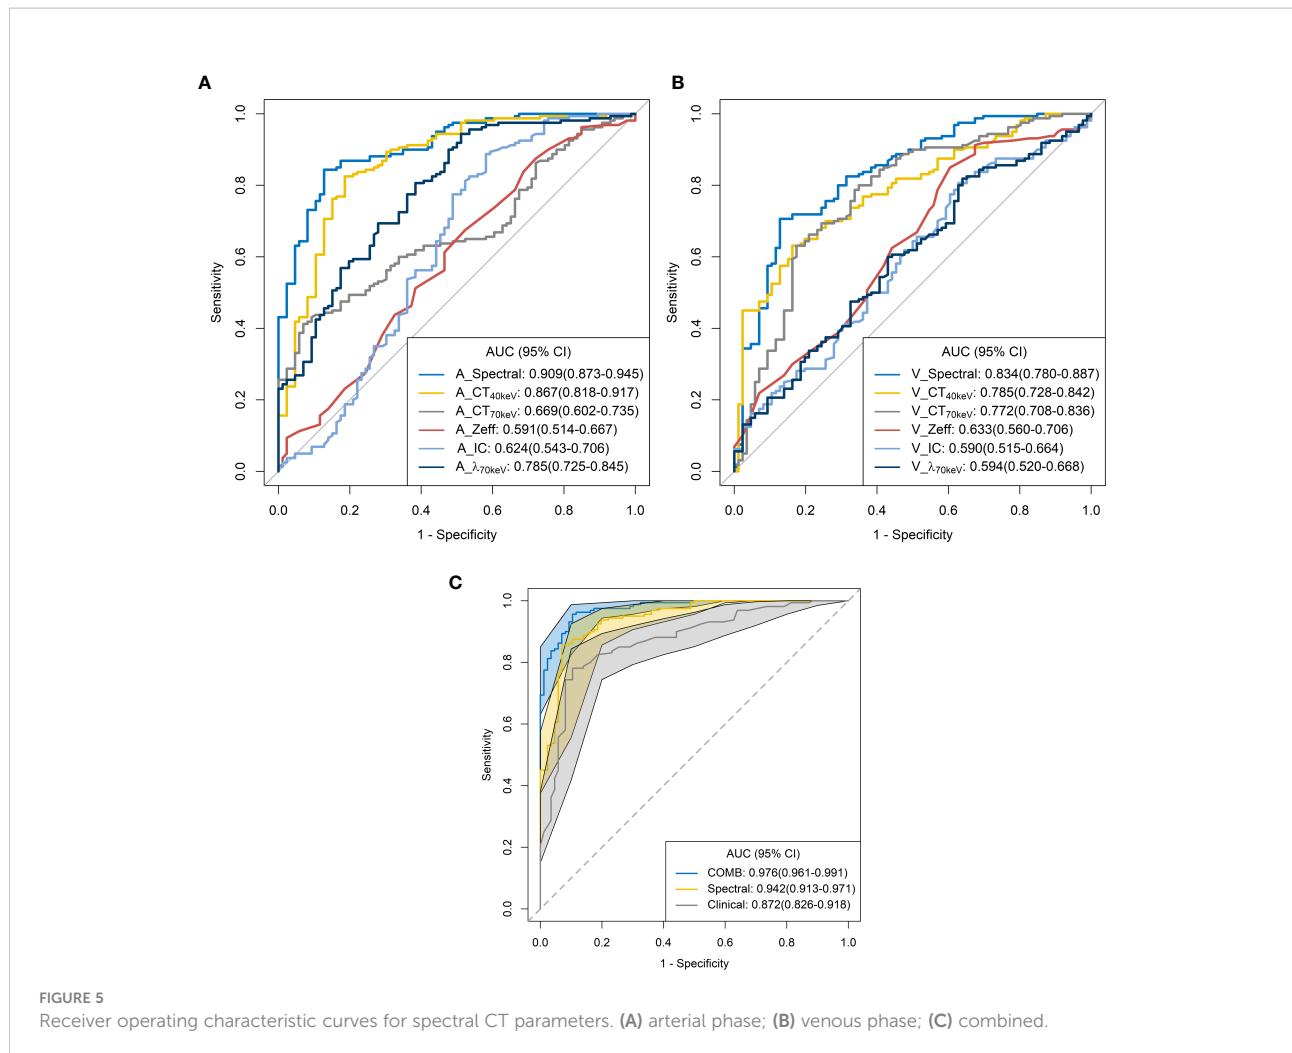 A
B
1.0
0.8
0.6
0.4
0.2
0.0
Sensitivity
AUC (95% CI)
A_Spectral: 0.909(0.873-0.945)
A_CT40keV: 0.867(0.818-0.917)
A_CT70keV: 0.669(0.602-0.735)
A_Zeff: 0.591(0.514-0.667)
A_IC: 0.624(0.543-0.706)
A_λ70keV: 0.785(0.725-0.845)
0.0 0.2 0.4 0.6 0.8 1.0
1 - Specificity
1.0
0.8
0.6
0.4
0.2
0.0
Sensitivity
AUC (95% CI)
V_Spectral: 0.834(0.780-0.887)
V_CT40keV: 0.785(0.728-0.842)
V_CT70keV: 0.772(0.708-0.836)
V_Zeff: 0.633(0.560-0.706)
V_IC: 0.590(0.515-0.664)
V_λ70keV: 0.594(0.520-0.668)
0.0 0.2 0.4 0.6 0.8 1.0
1 - Specificity
C
1.0
0.8
0.6
0.4
0.2
0.0
Sensitivity
AUC (95% CI)
COMB: 0.976(0.961-0.991)
Spectral: 0.942(0.913-0.971)
Clinical: 0.872(0.826-0.918)
0.0 0.2 0.4 0.6 0.8 1.0
1 - Specificity
FIGURE 5
Receiver operating characteristic curves for spectral CT parameters. (A) arterial phase; (B) venous phase; (C) combined.